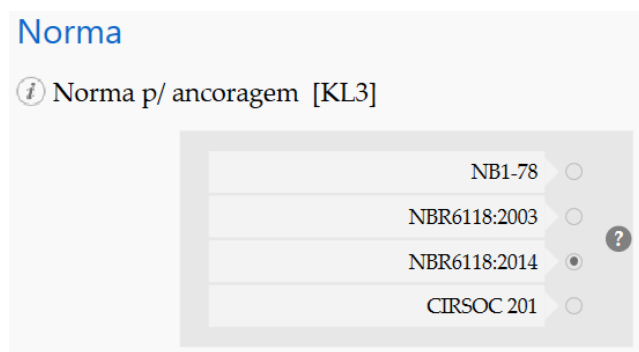 Norma
i Norma p/ ancoragem [KL3]
NB1-78
NBR6118:2003
?
NBR6118:2014
CIRSOC 201